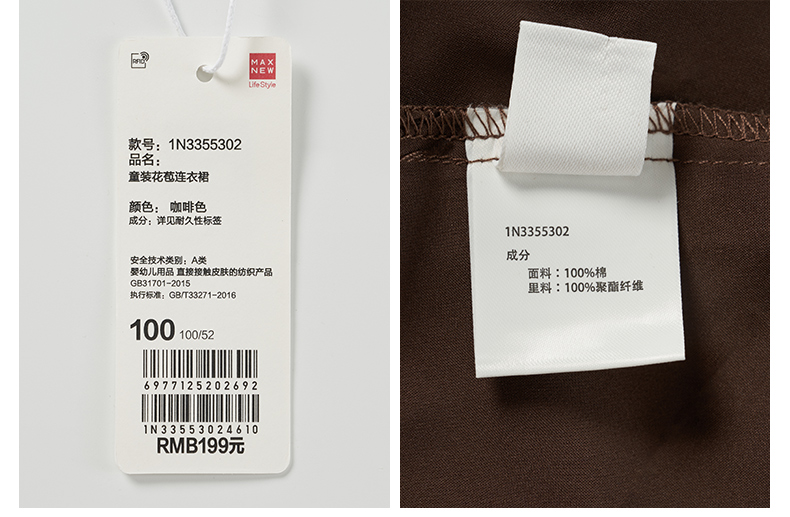 RFID
MAX
NEW
LifeStyle
款号：1N3355302
品名：
童装花苞连衣裙
颜色：咖啡色
成分：详见耐久性标签
安全技术类别：A类
婴幼儿用品 直接接触皮肤的纺织产品
GB31701-2015
执行标准：GB/T33271-2016
100 100/52
6977125202692
1N33553024610
RMB199元
1N3355302
成分
面料：100%棉
里料：100%聚酯纤维